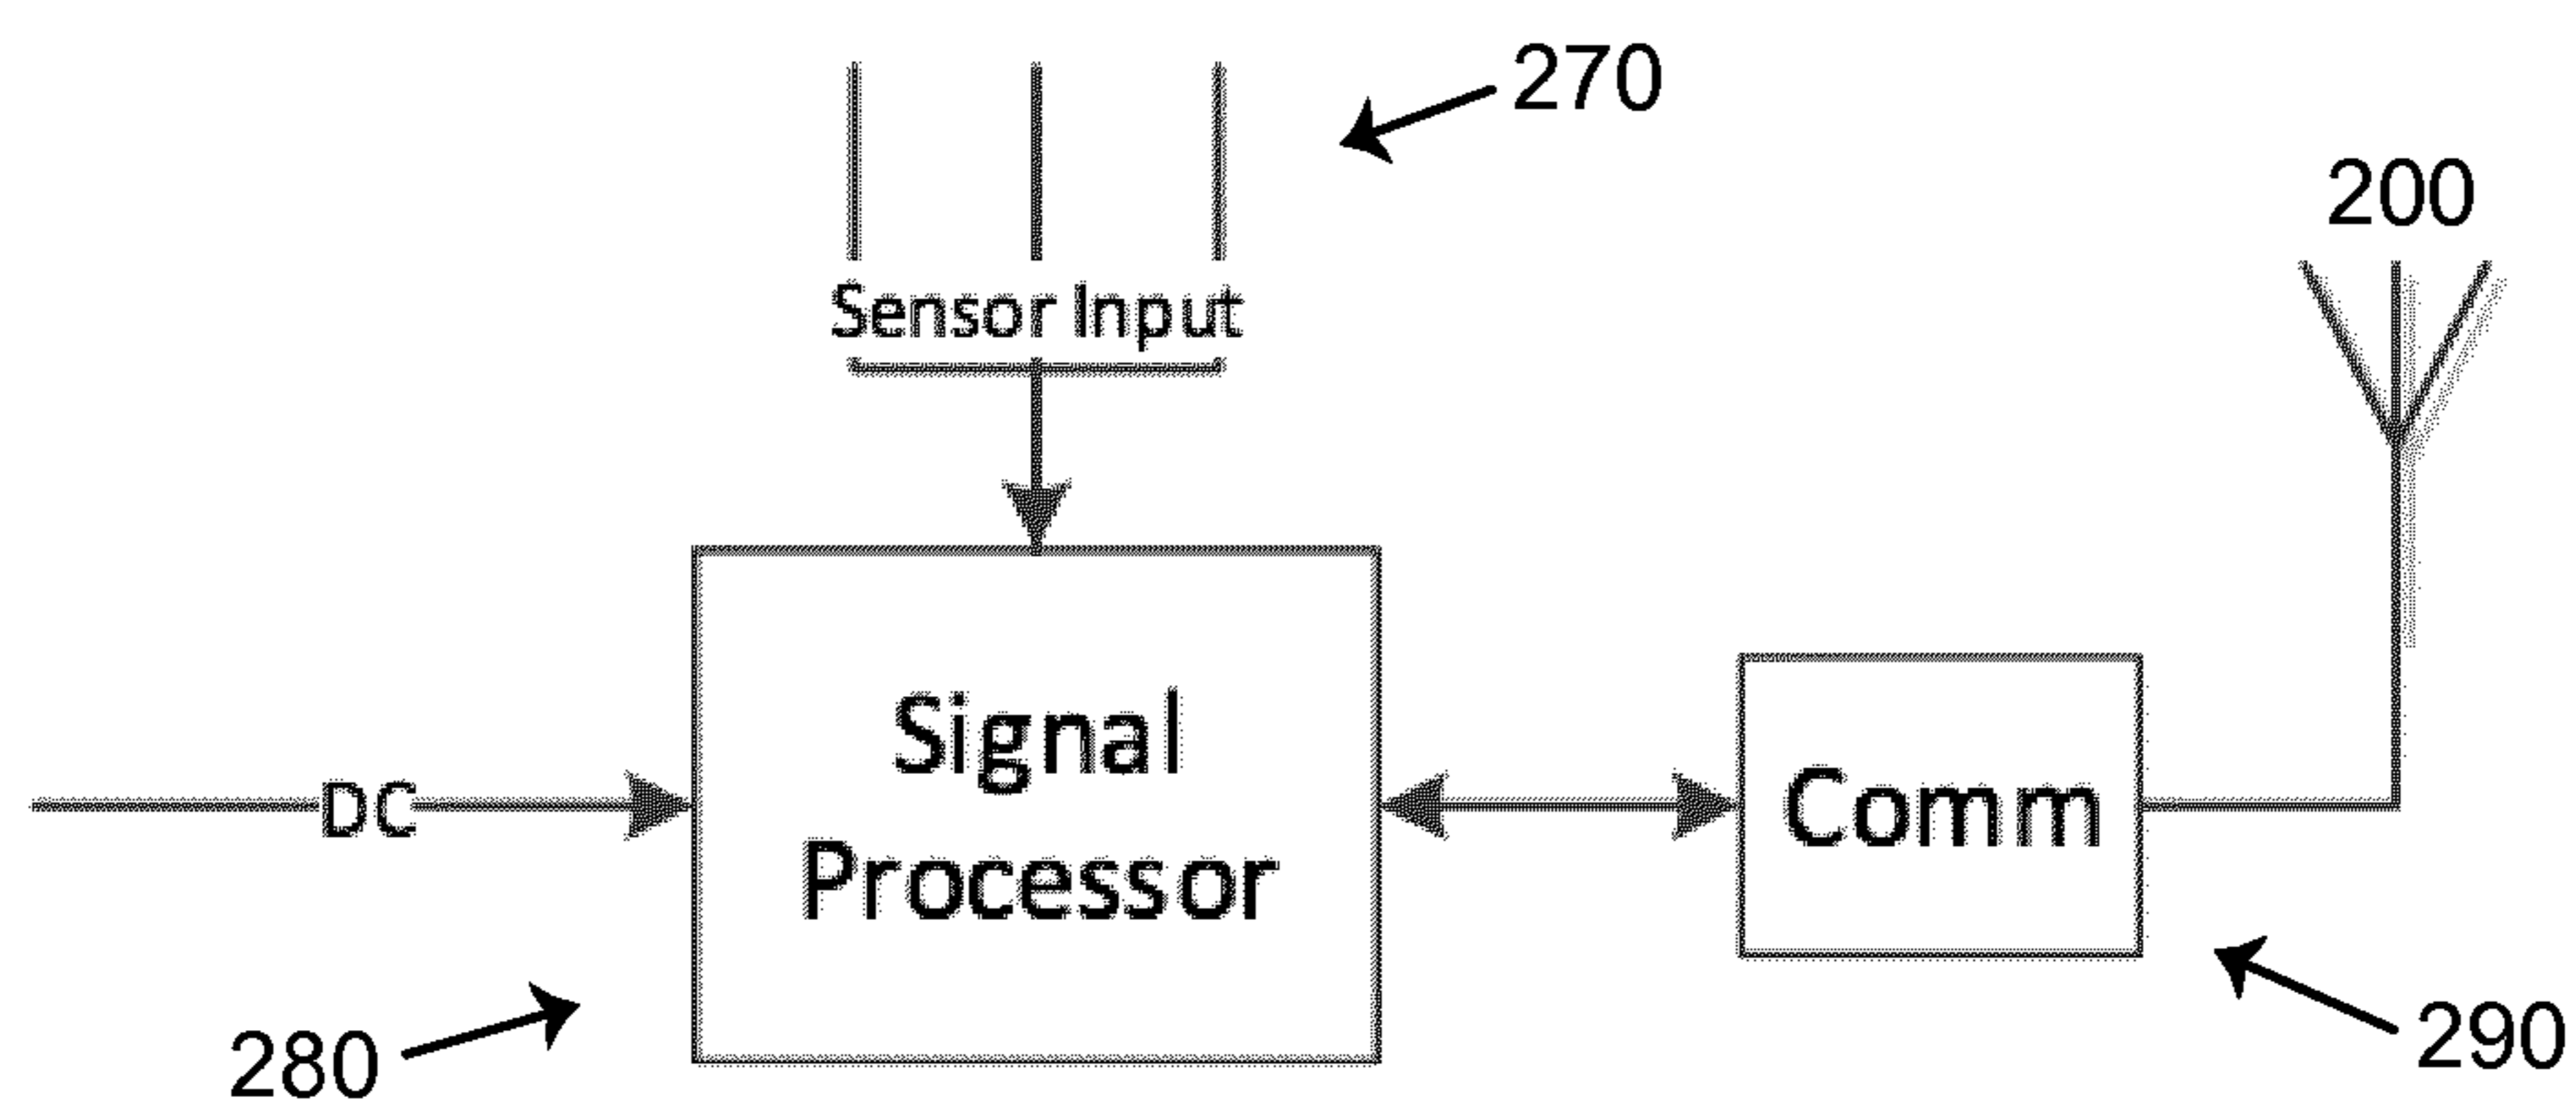 270
200
Sensor Input
Signal
Processor
DC
Comm
280
290